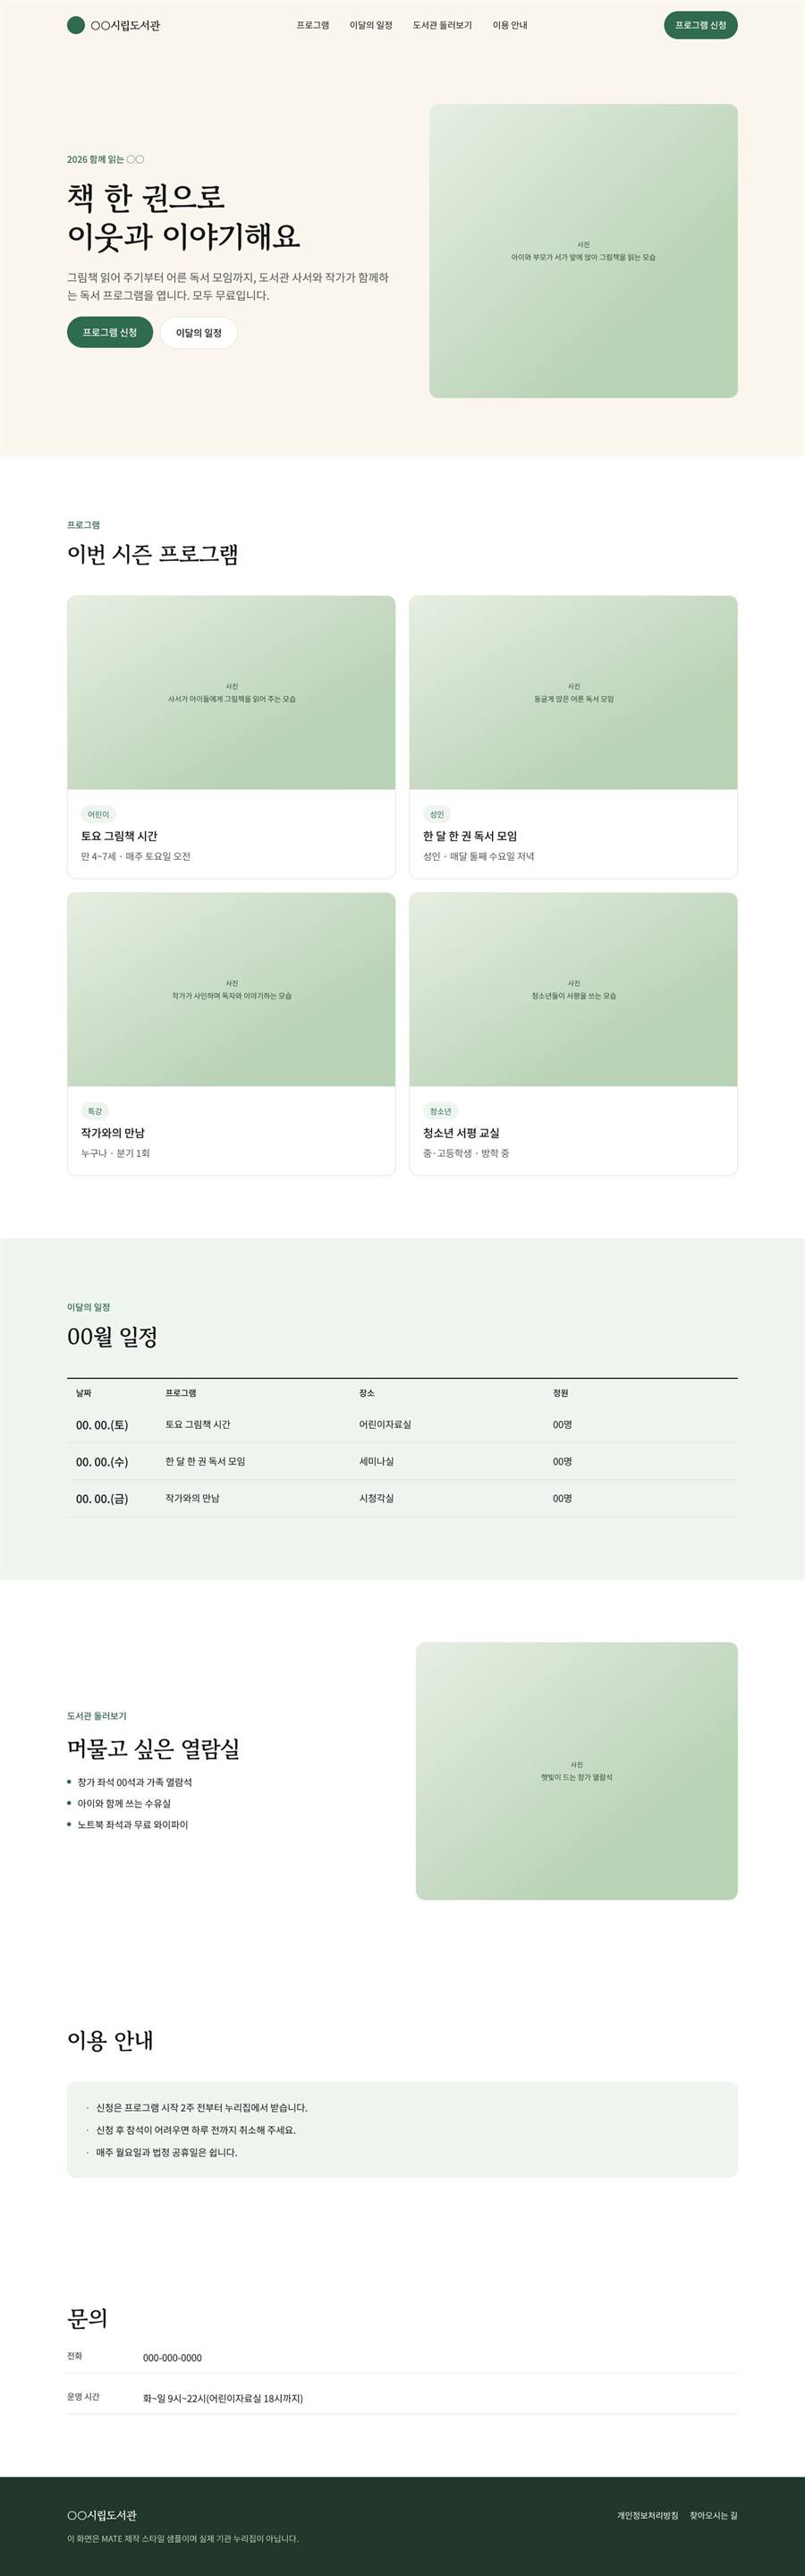 ○○시립도서관
프로그램 이달의 일정 도서관 둘러보기 이용 안내
프로그램 신청
2026 함께 읽는 ○○
책 한 권으로
이웃과 이야기해요
그림책 읽어 주기부터 어른 독서 모임까지, 도서관 사서와 작가가 함께하
는 독서 프로그램을 엽니다. 모두 무료입니다.
프로그램 신청
이달의 일정
사진
아이와 부모가 서가 앞에 앉아 그림책을 읽는 모습
프로그램
이번 시즌 프로그램
사진
사서가 아이들에게 그림책을 읽어 주는 모습
어린이
토요 그림책 시간
만 4~7세 · 매주 토요일 오전
사진
둥글게 앉은 어른 독서 모임
성인
한 달 한 권 독서 모임
성인 · 매달 둘째 수요일 저녁
사진
작가가 사인하며 독자와 이야기하는 모습
특강
작가와의 만남
누구나 · 분기 1회
사진
청소년들이 서평을 쓰는 모습
청소년
청소년 서평 교실
중·고등학생 · 방학 중
이달의 일정
00월 일정
날짜 프로그램 장소 정원
00. 00.(토) 토요 그림책 시간 어린이자료실 00명
00. 00.(수) 한 달 한 권 독서 모임 세미나실 00명
00. 00.(금) 작가와의 만남 시청각실 00명
도서관 둘러보기
머물고 싶은 열람실
창가 좌석 00석과 가족 열람석
아이와 함께 쓰는 수유실
노트북 좌석과 무료 와이파이
사진
햇빛이 드는 창가 열람석
이용 안내
· 신청은 프로그램 시작 2주 전부터 누리집에서 받습니다.
· 신청 후 참석이 어려우면 하루 전까지 취소해 주세요.
· 매주 월요일과 법정 공휴일은 쉽니다.
문의
전화 000-000-0000
운영 시간 화~일 9시~22시(어린이자료실 18시까지)
○○시립도서관
이 화면은 MATE 제작 스타일 샘플이며 실제 기관 누리집이 아닙니다.
개인정보처리방침 찾아오시는 길